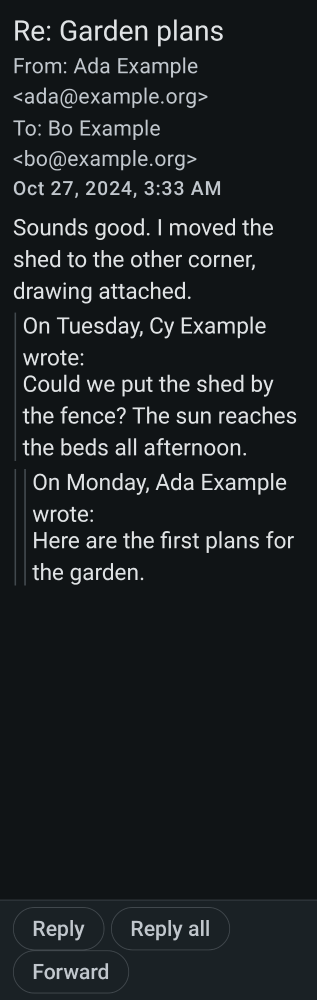 Re: Garden plans
From: Ada Example
<ada@example.org>
To: Bo Example
<bo@example.org>
Oct 27, 2024, 3:33 AM
Sounds good. I moved the
shed to the other corner,
drawing attached.
On Tuesday, Cy Example
wrote:
Could we put the shed by
the fence? The sun reaches
the beds all afternoon.
On Monday, Ada Example
wrote:
Here are the first plans for
the garden.
Reply
Reply all
Forward